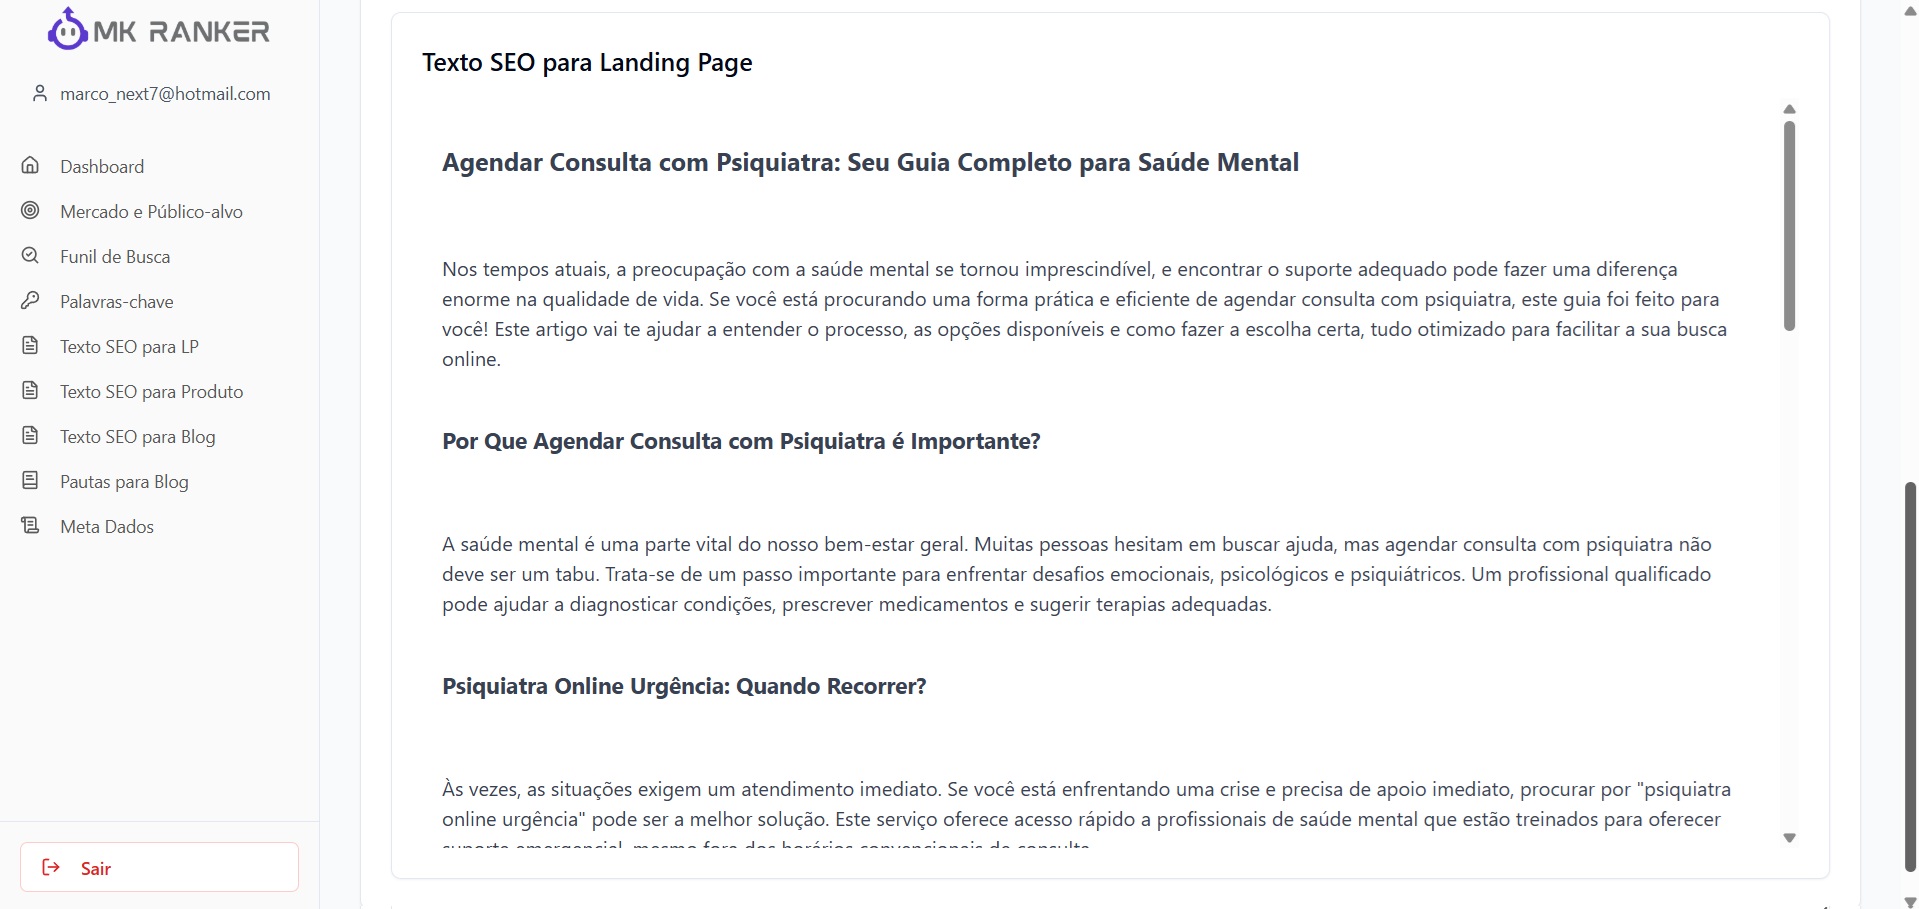 MK RANKER
marco_next7@hotmail.com
Dashboard
Mercado e Público-alvo
Funil de Busca
Palavras-chave
Texto SEO para LP
Texto SEO para Produto
Texto SEO para Blog
Pautas para Blog
Meta Dados
Sair
Texto SEO para Landing Page
Agendar Consulta com Psiquiatra: Seu Guia Completo para Saúde Mental
Nos tempos atuais, a preocupação com a saúde mental se tornou imprescindível, e encontrar o suporte adequado pode fazer uma diferença
enorme na qualidade de vida. Se você está procurando uma forma prática e eficiente de agendar consulta com psiquiatra, este guia foi feito para
você! Este artigo vai te ajudar a entender o processo, as opções disponíveis e como fazer a escolha certa, tudo otimizado para facilitar a sua busca
online.
Por Que Agendar Consulta com Psiquiatra é Importante?
A saúde mental é uma parte vital do nosso bem-estar geral. Muitas pessoas hesitam em buscar ajuda, mas agendar consulta com psiquiatra não
deve ser um tabu. Trata-se de um passo importante para enfrentar desafios emocionais, psicológicos e psiquiátricos. Um profissional qualificado
pode ajudar a diagnosticar condições, prescrever medicamentos e sugerir terapias adequadas.
Psiquiatra Online Urgência: Quando Recorrer?
Às vezes, as situações exigem um atendimento imediato. Se você está enfrentando uma crise e precisa de apoio imediato, procurar por "psiquiatra
online urgência" pode ser a melhor solução. Este serviço oferece acesso rápido a profissionais de saúde mental que estão treinados para oferecer
suporte emergencial, mesmo fora dos horários convencionais de consulta.